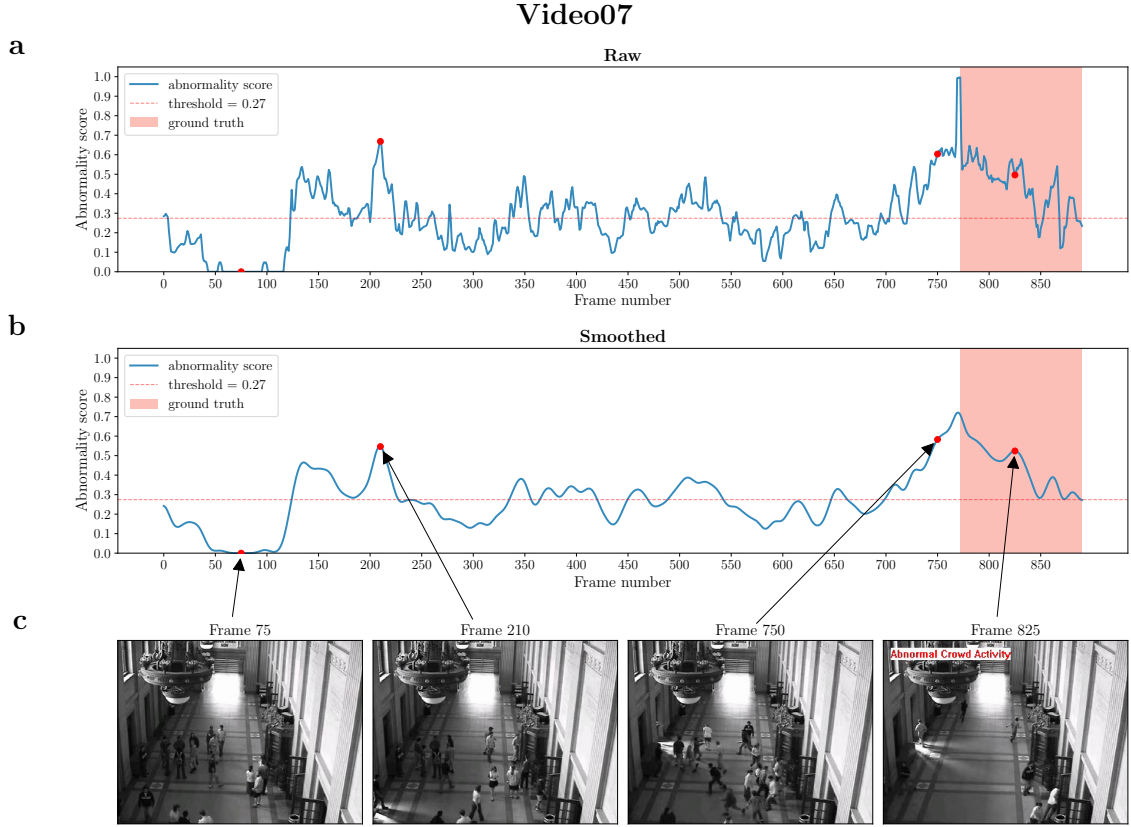 Video07
a
Raw
Abnormality score
1.0
0.9
0.8
0.7
0.6
0.5
0.4
0.3
0.2
0.1
0.0
abnormality score
threshold = 0.27
ground truth
0 50 100 150 200 250 300 350 400 450 500 550 600 650 700 750 800 850
Frame number
b
Smoothed
Abnormality score
1.0
0.9
0.8
0.7
0.6
0.5
0.4
0.3
0.2
0.1
0.0
abnormality score
threshold = 0.27
ground truth
0 50 100 150 200 250 300 350 400 450 500 550 600 650 700 750 800 850
Frame number
c
Frame 75
Frame 210
Frame 750
Frame 825
Abnormal Crowd Activity